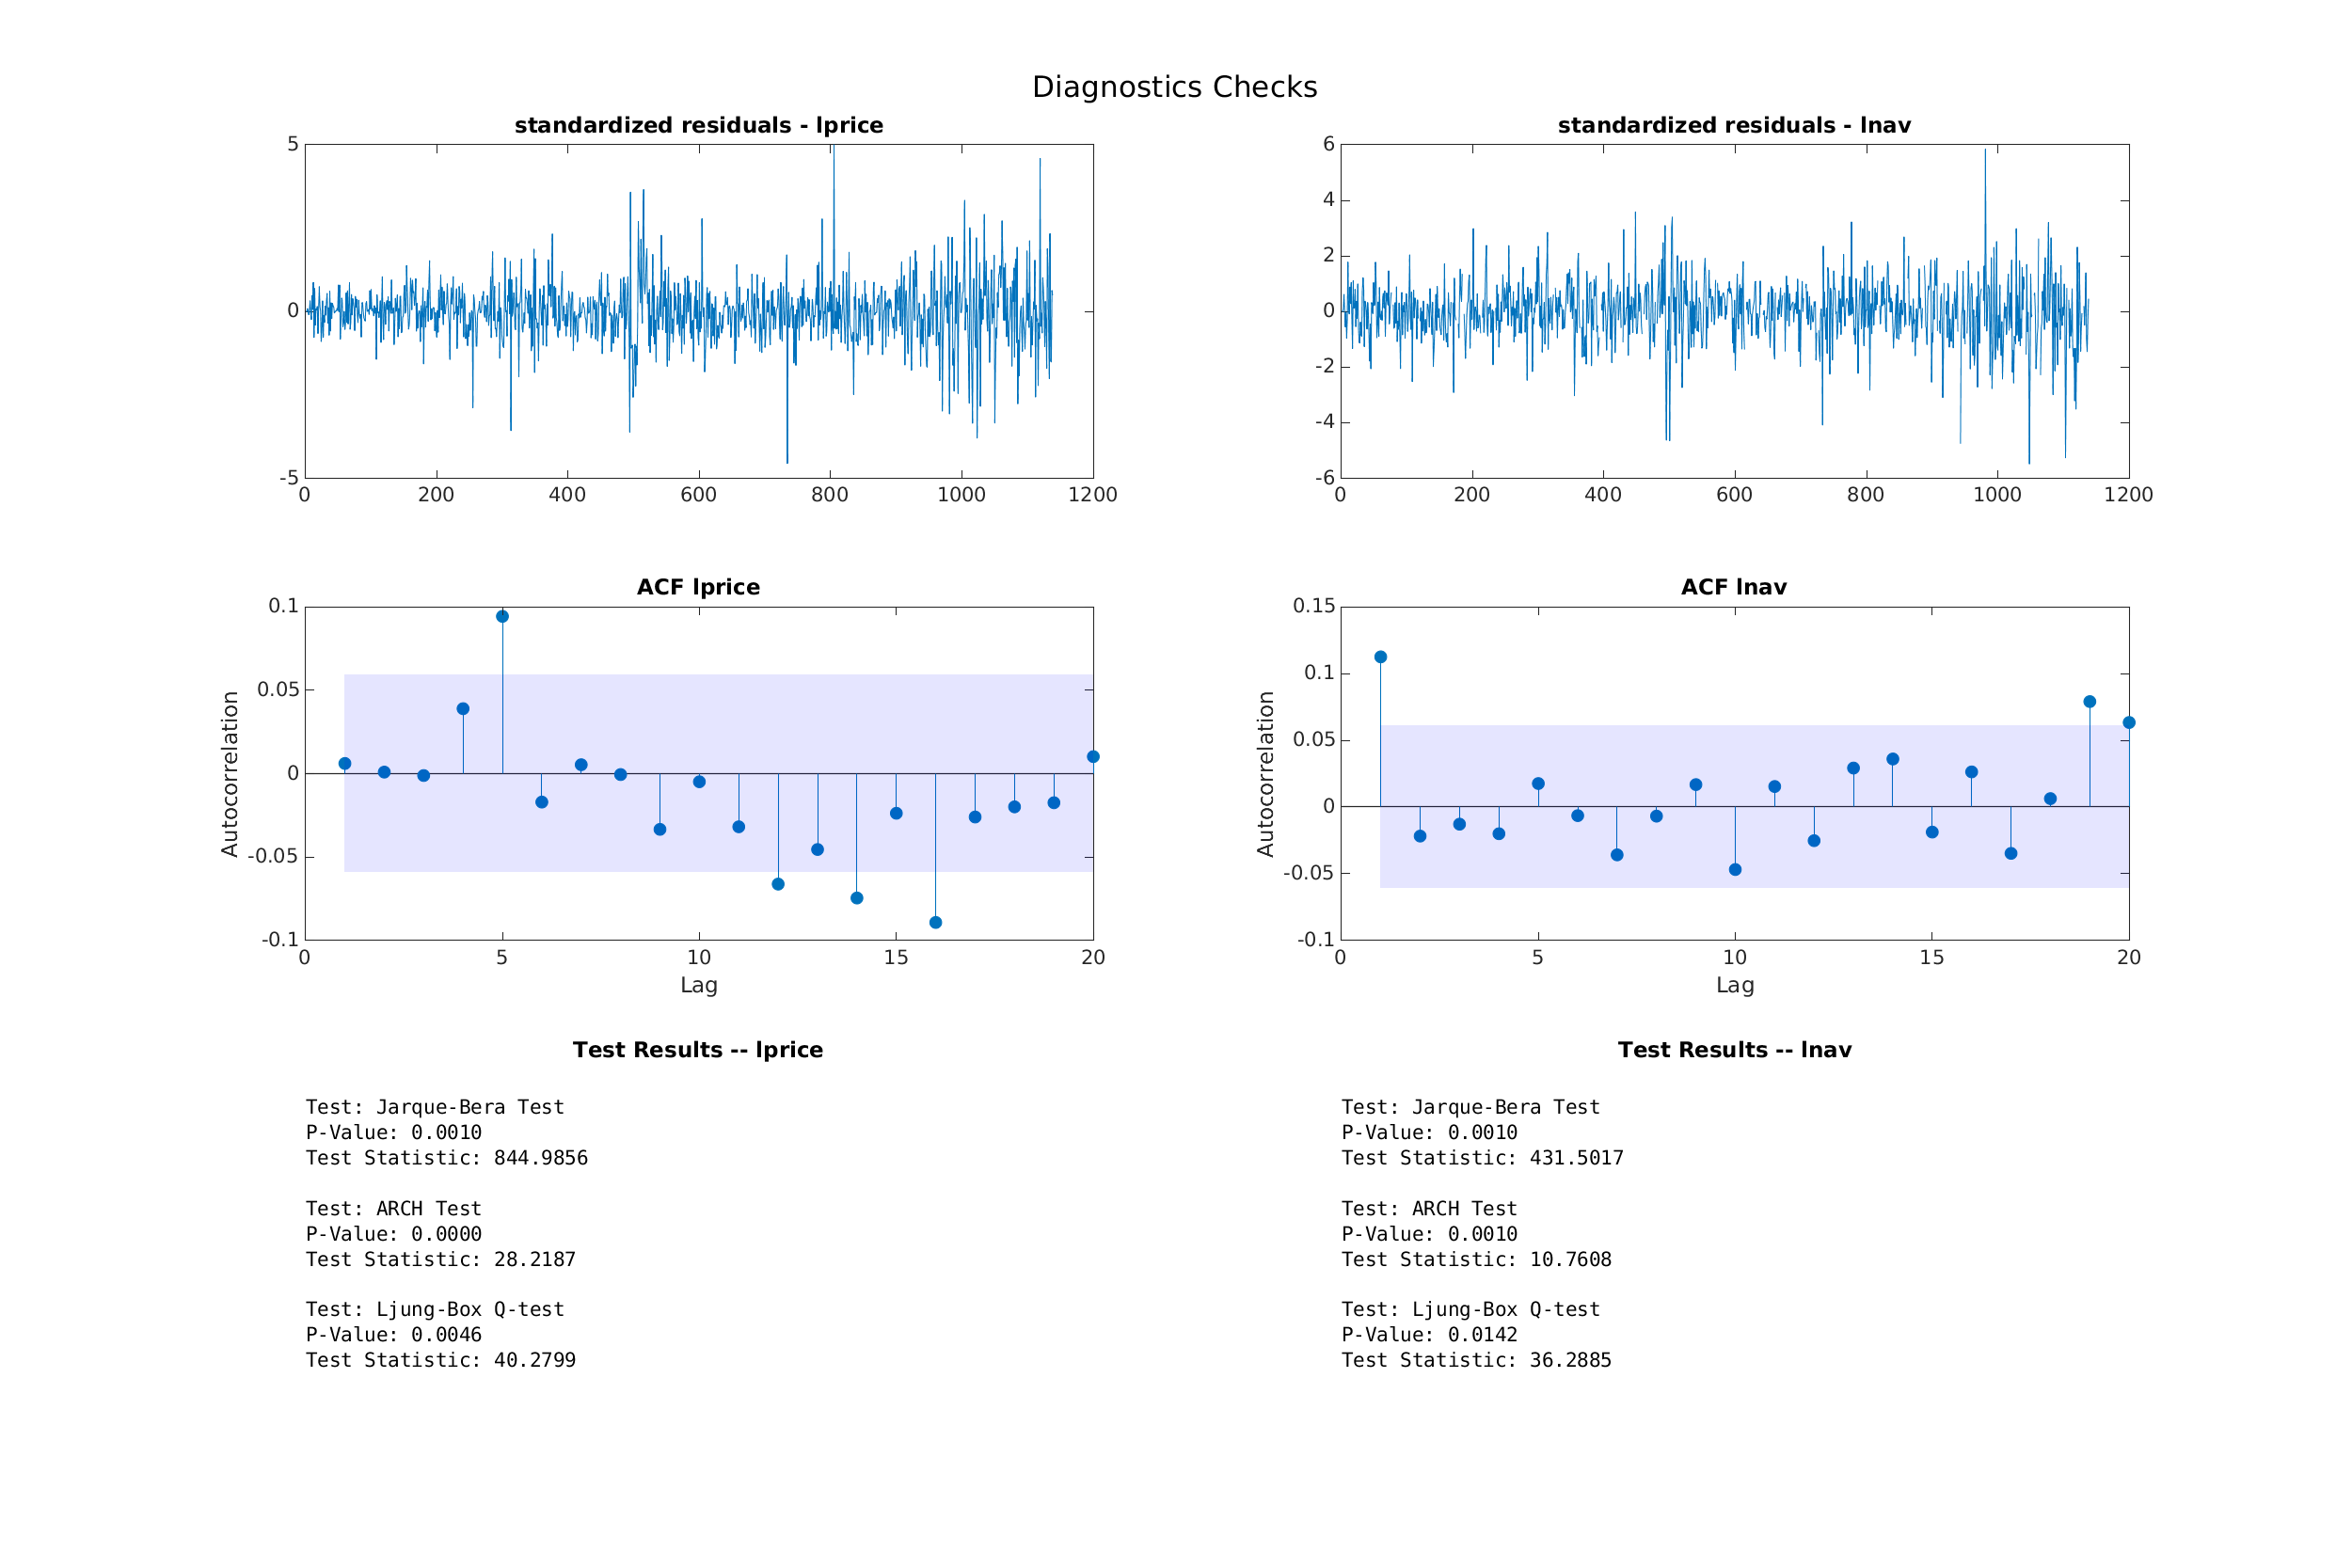 Diagnostics Checks
standardized residuals - lprice
5
0
-5
0 200 400 600 800 1000 1200
standardized residuals - lnav
6
4
2
0
-2
-4
-6
0 200 400 600 800 1000 1200
ACF lprice
0.1
0.05
0
-0.05
-0.1
Autocorrelation
0 5 10 15 20
Lag
ACF lnav
0.15
0.1
0.05
0
-0.05
-0.1
Autocorrelation
0 5 10 15 20
Lag
Test Results -- lprice
Test: Jarque-Bera Test
P-Value: 0.0010
Test Statistic: 844.9856
Test: ARCH Test
P-Value: 0.0000
Test Statistic: 28.2187
Test: Ljung-Box Q-test
P-Value: 0.0046
Test Statistic: 40.2799
Test Results -- lnav
Test: Jarque-Bera Test
P-Value: 0.0010
Test Statistic: 431.5017
Test: ARCH Test
P-Value: 0.0010
Test Statistic: 10.7608
Test: Ljung-Box Q-test
P-Value: 0.0142
Test Statistic: 36.2885